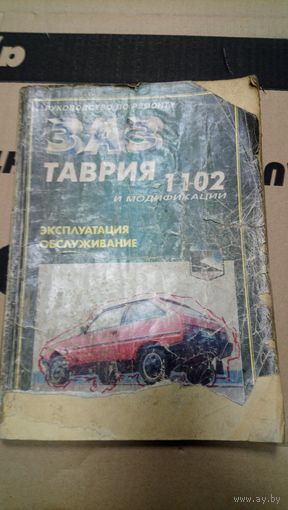 РУКОВОДСТВО ПО РЕМОНТУ
ЗАЗ
ТАВРИЯ 1102
И МОДИФИКАЦИИ
ЭКСПЛУАТАЦИЯ
ОБСЛУЖИВАНИЕ
www.ay.by